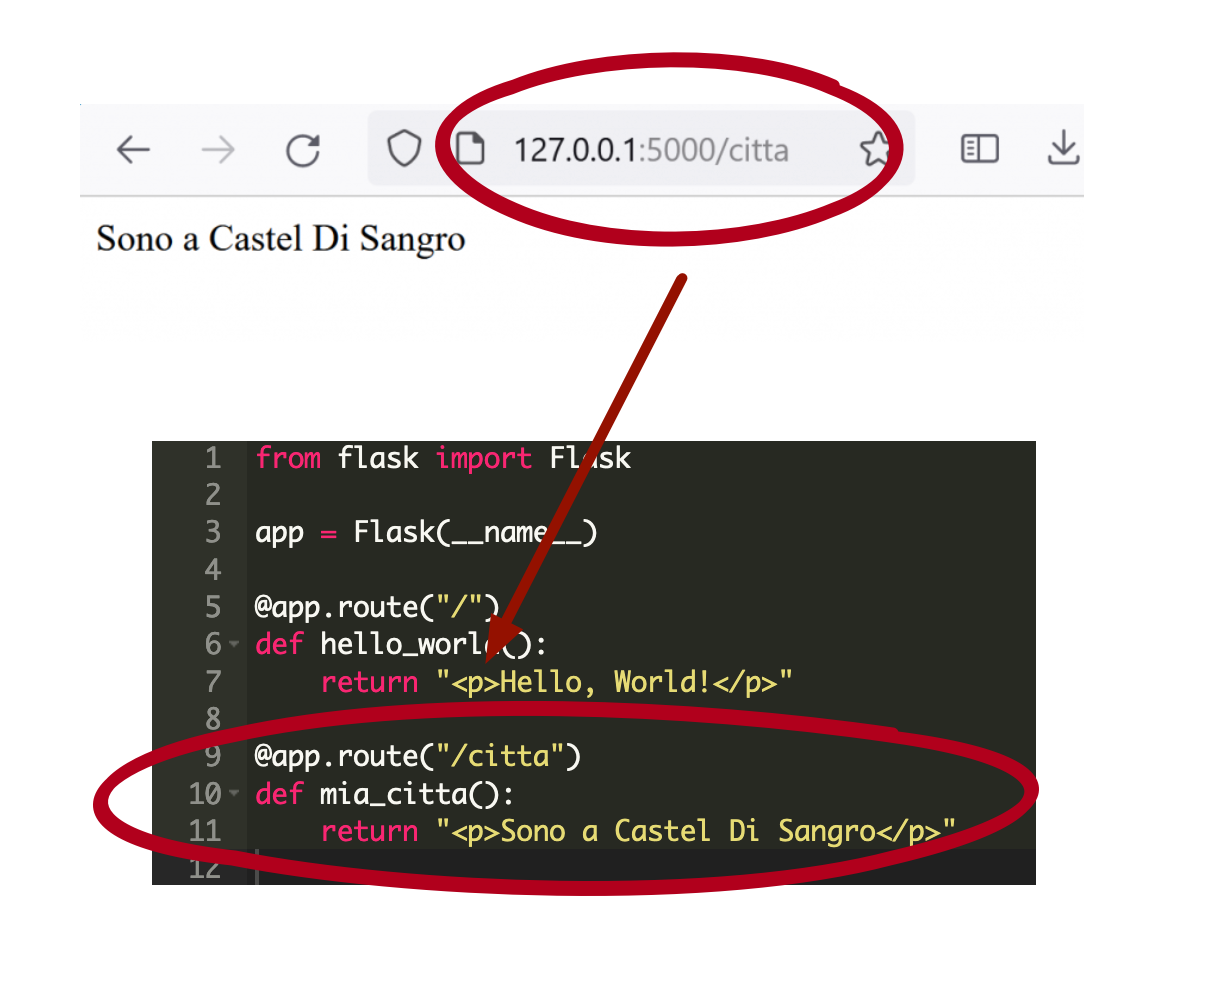 127.0.0.1:5000/citta
Sono a Castel Di Sangro
1 from flask import Flask
2
3 app = Flask(__name__)
4
5 @app.route("/")
6 def hello_world():
7     return "<p>Hello, World!</p>"
8
9 @app.route("/citta")
10 def mia_citta():
11     return "<p>Sono a Castel Di Sangro</p>"
12